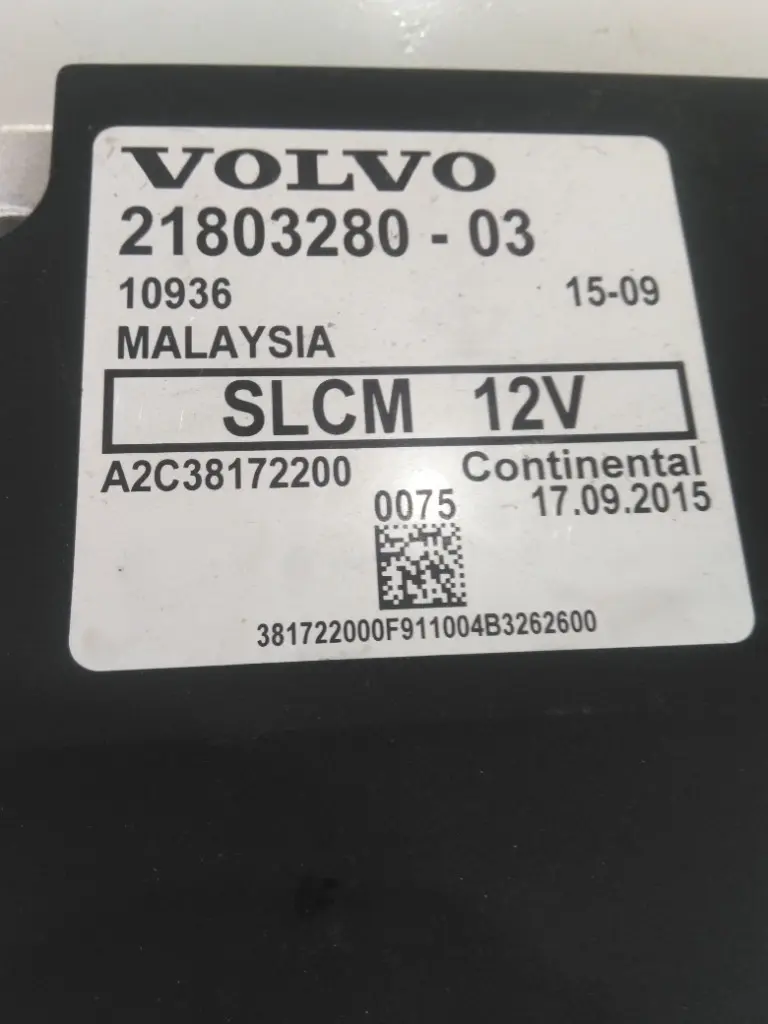 VOLVO
21803280 - 03
10936 15-09
MALAYSIA
SLCM 12V
A2C38172200 Continental
0075 17.09.2015
381722000F911004B3262600